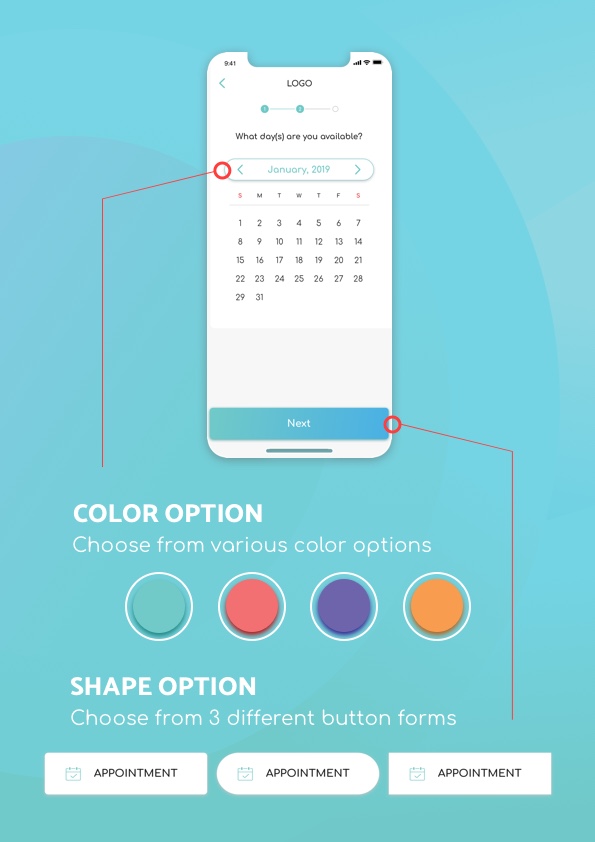 9:41
LOGO
1 2
What day(s) are you available?
January, 2019
S M T W T F S
1 2 3 4 5 6 7
8 9 10 11 12 13 14
15 16 17 18 19 20 21
22 23 24 25 26 27 28
29 31
Next
COLOR OPTION
Choose from various color options
SHAPE OPTION
Choose from 3 different button forms
APPOINTMENT APPOINTMENT APPOINTMENT